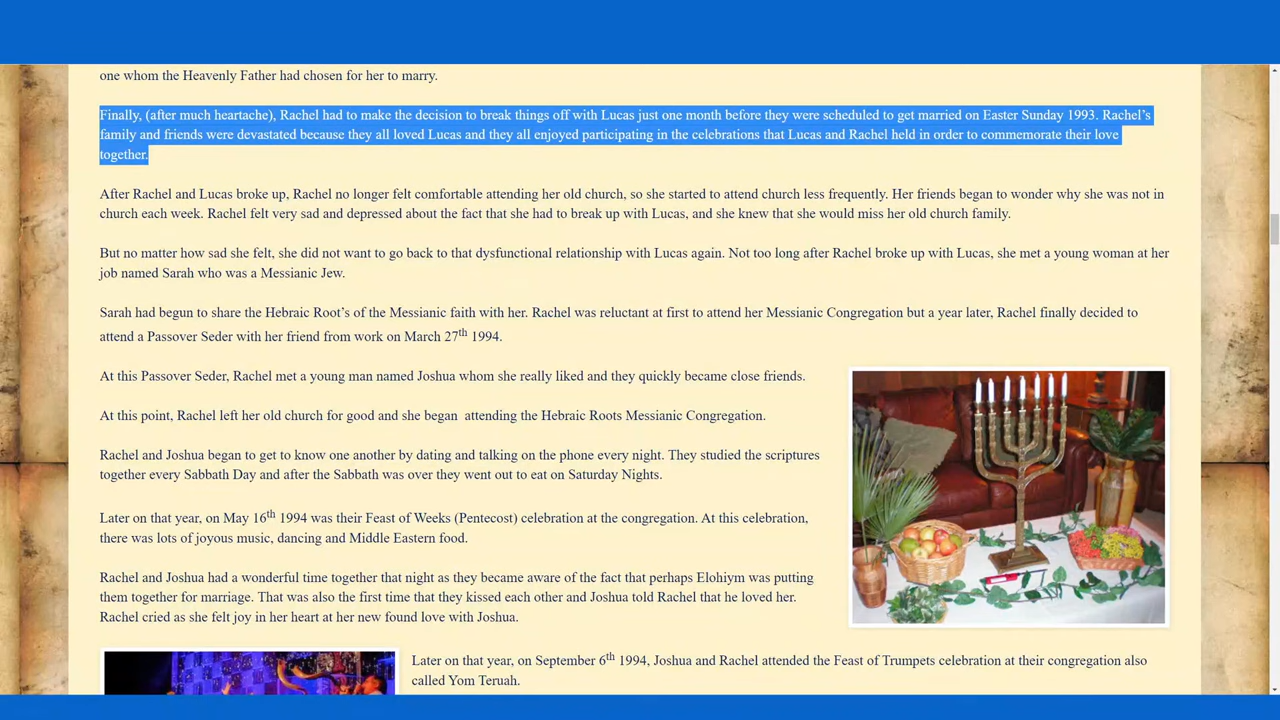 one whom the Heavenly Father had chosen for her to marry.
Finally, (after much heartache), Rachel had to make the decision to break things off with Lucas just one month before they were scheduled to get married on Easter Sunday 1993. Rachel’s
family and friends were devastated because they all loved Lucas and they all enjoyed participating in the celebrations that Lucas and Rachel held in order to commemorate their love
together.
After Rachel and Lucas broke up, Rachel no longer felt comfortable attending her old church, so she started to attend church less frequently. Her friends began to wonder why she was not in
church each week. Rachel felt very sad and depressed about the fact that she had to break up with Lucas, and she knew that she would miss her old church family.
But no matter how sad she felt, she did not want to go back to that dysfunctional relationship with Lucas again. Not too long after Rachel broke up with Lucas, she met a young woman at her
job named Sarah who was a Messianic Jew.
Sarah had begun to share the Hebraic Root’s of the Messianic faith with her. Rachel was reluctant at first to attend her Messianic Congregation but a year later, Rachel finally decided to
attend a Passover Seder with her friend from work on March 27th 1994.
At this Passover Seder, Rachel met a young man named Joshua whom she really liked and they quickly became close friends.
At this point, Rachel left her old church for good and she began  attending the Hebraic Roots Messianic Congregation.
Rachel and Joshua began to get to know one another by dating and talking on the phone every night. They studied the scriptures
together every Sabbath Day and after the Sabbath was over they went out to eat on Saturday Nights.
Later on that year, on May 16th 1994 was their Feast of Weeks (Pentecost) celebration at the congregation. At this celebration,
there was lots of joyous music, dancing and Middle Eastern food.
Rachel and Joshua had a wonderful time together that night as they became aware of the fact that perhaps Elohiym was putting
them together for marriage. That was also the first time that they kissed each other and Joshua told Rachel that he loved her.
Rachel cried as she felt joy in her heart at her new found love with Joshua.
Later on that year, on September 6th 1994, Joshua and Rachel attended the Feast of Trumpets celebration at their congregation also
called Yom Teruah.